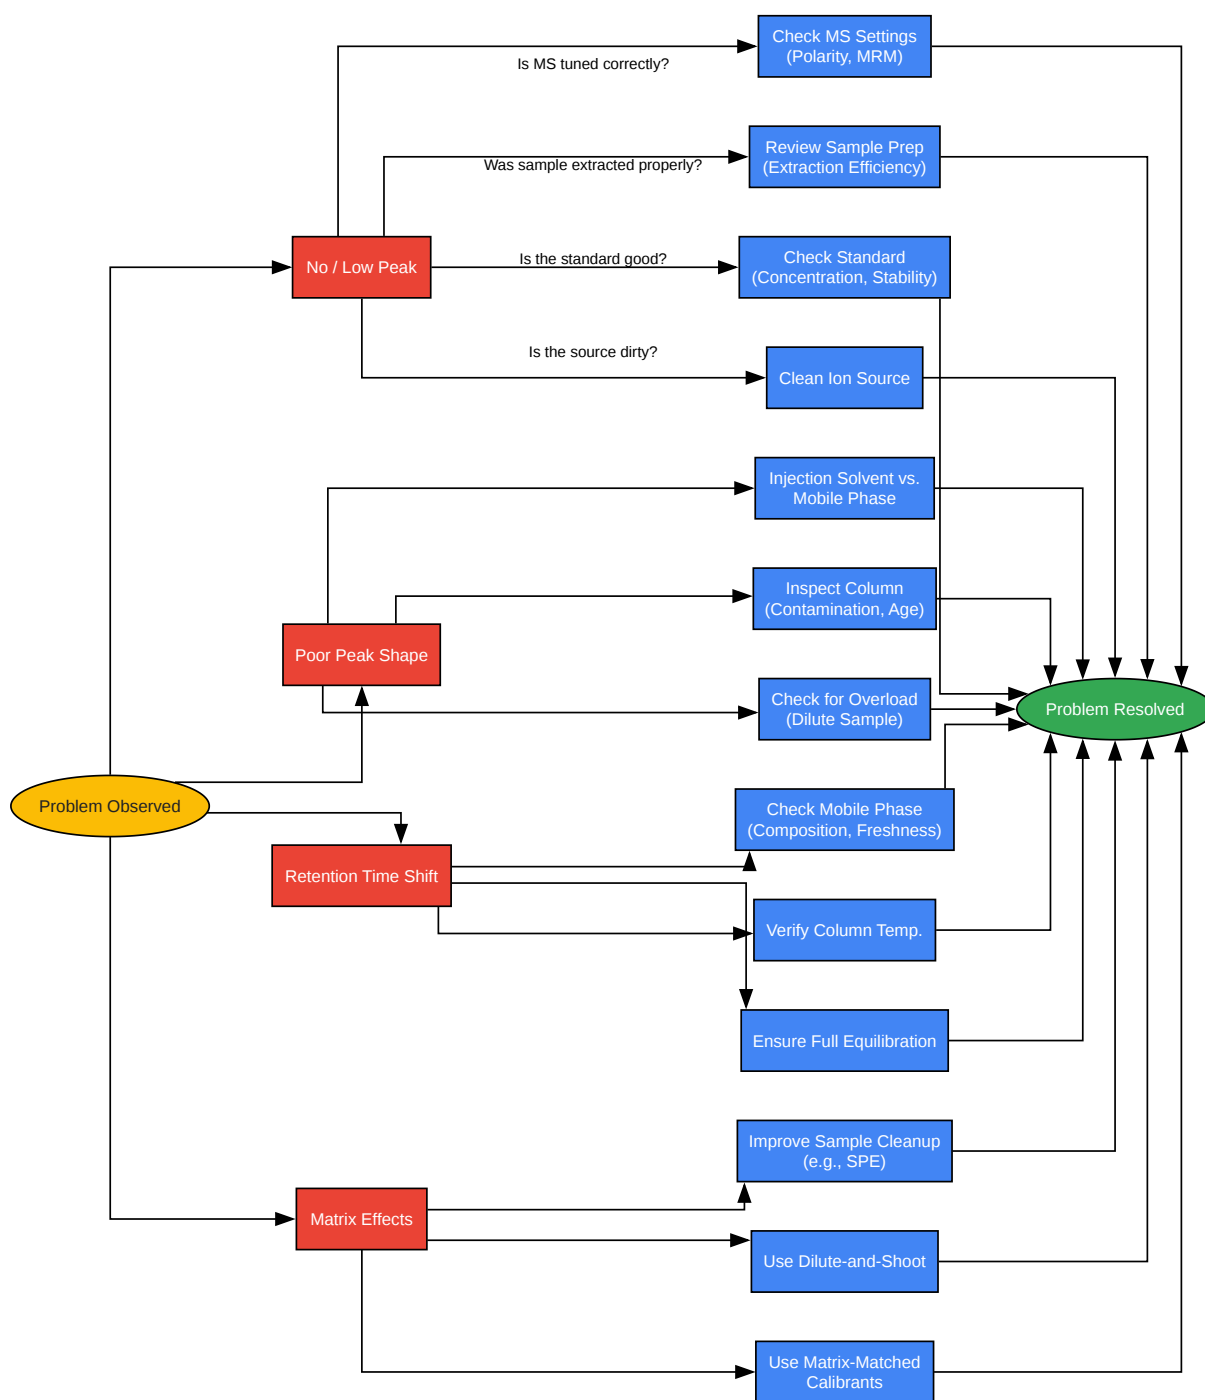 Check MS Settings
(Polarity, MRM)
Is MS tuned correctly?
Review Sample Prep
(Extraction Efficiency)
Was sample extracted properly?
No / Low Peak
Is the standard good?
Check Standard
(Concentration, Stability)
Is the source dirty?
Clean Ion Source
Injection Solvent vs.
Mobile Phase
Inspect Column
(Contamination, Age)
Poor Peak Shape
Check for Overload
(Dilute Sample)
Problem Resolved
Problem Observed
Check Mobile Phase
(Composition, Freshness)
Retention Time Shift
Verify Column Temp.
Ensure Full Equilibration
Improve Sample Cleanup
(e.g., SPE)
Matrix Effects
Use Dilute-and-Shoot
Use Matrix-Matched
Calibrants